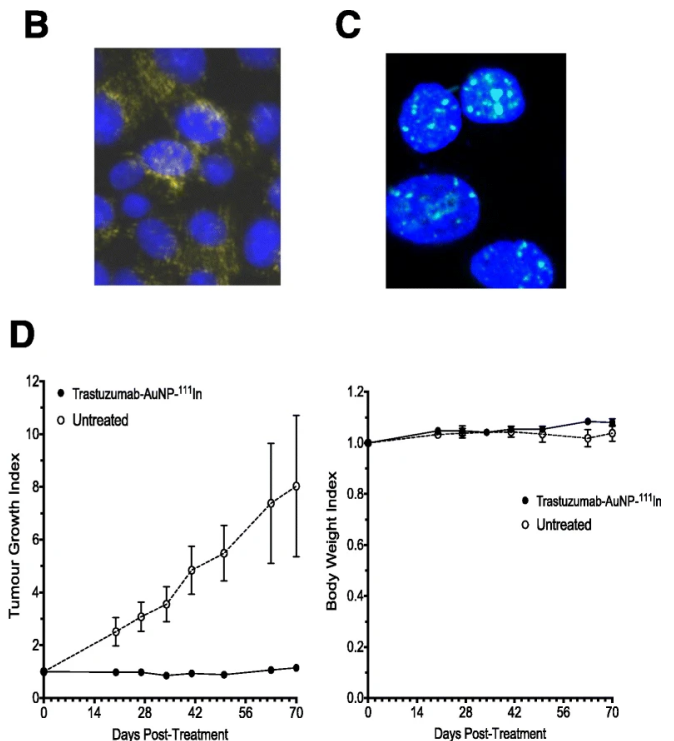 B
C
D
12
10
8
6
4
2
0
Tumour Growth Index
Trastuzumab-AuNP-¹¹¹In
Untreated
0 14 28 42 56 70
Days Post-Treatment
1.2
1.0
0.8
0.6
0.4
0.2
0.0
Body Weight Index
Trastuzumab-AuNP-¹¹¹In
Untreated
0 14 28 42 56 70
Days Post-Treatment